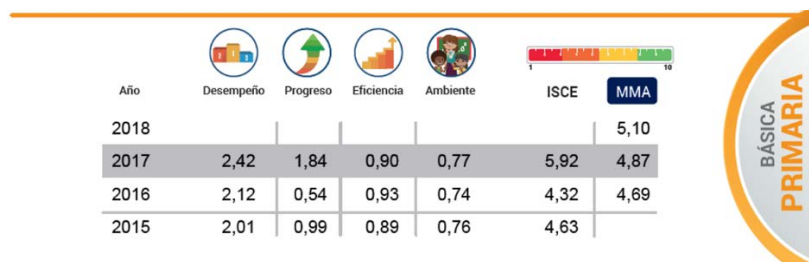 Año Desempeño Progreso Eficiencia Ambiente ISCE MMA
1 10
2018 5,10
2017 2,42 1,84 0,90 0,77 5,92 4,87
2016 2,12 0,54 0,93 0,74 4,32 4,69
2015 2,01 0,99 0,89 0,76 4,63
BÁSICA
PRIMARIA